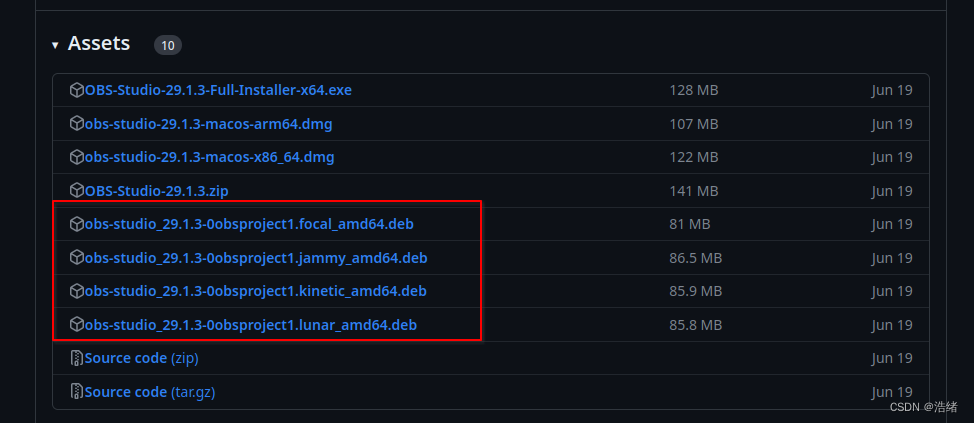 ▾ Assets 10
OBS-Studio-29.1.3-Full-Installer-x64.exe 128 MB Jun 19
obs-studio-29.1.3-macos-arm64.dmg 107 MB Jun 19
obs-studio-29.1.3-macos-x86_64.dmg 122 MB Jun 19
OBS-Studio-29.1.3.zip 141 MB Jun 19
obs-studio_29.1.3-0obsproject1.focal_amd64.deb 81 MB Jun 19
obs-studio_29.1.3-0obsproject1.jammy_amd64.deb 86.5 MB Jun 19
obs-studio_29.1.3-0obsproject1.kinetic_amd64.deb 85.9 MB Jun 19
obs-studio_29.1.3-0obsproject1.lunar_amd64.deb 85.8 MB Jun 19
Source code (zip) Jun 19
Source code (tar.gz) Jun 19
CSDN @浩绪